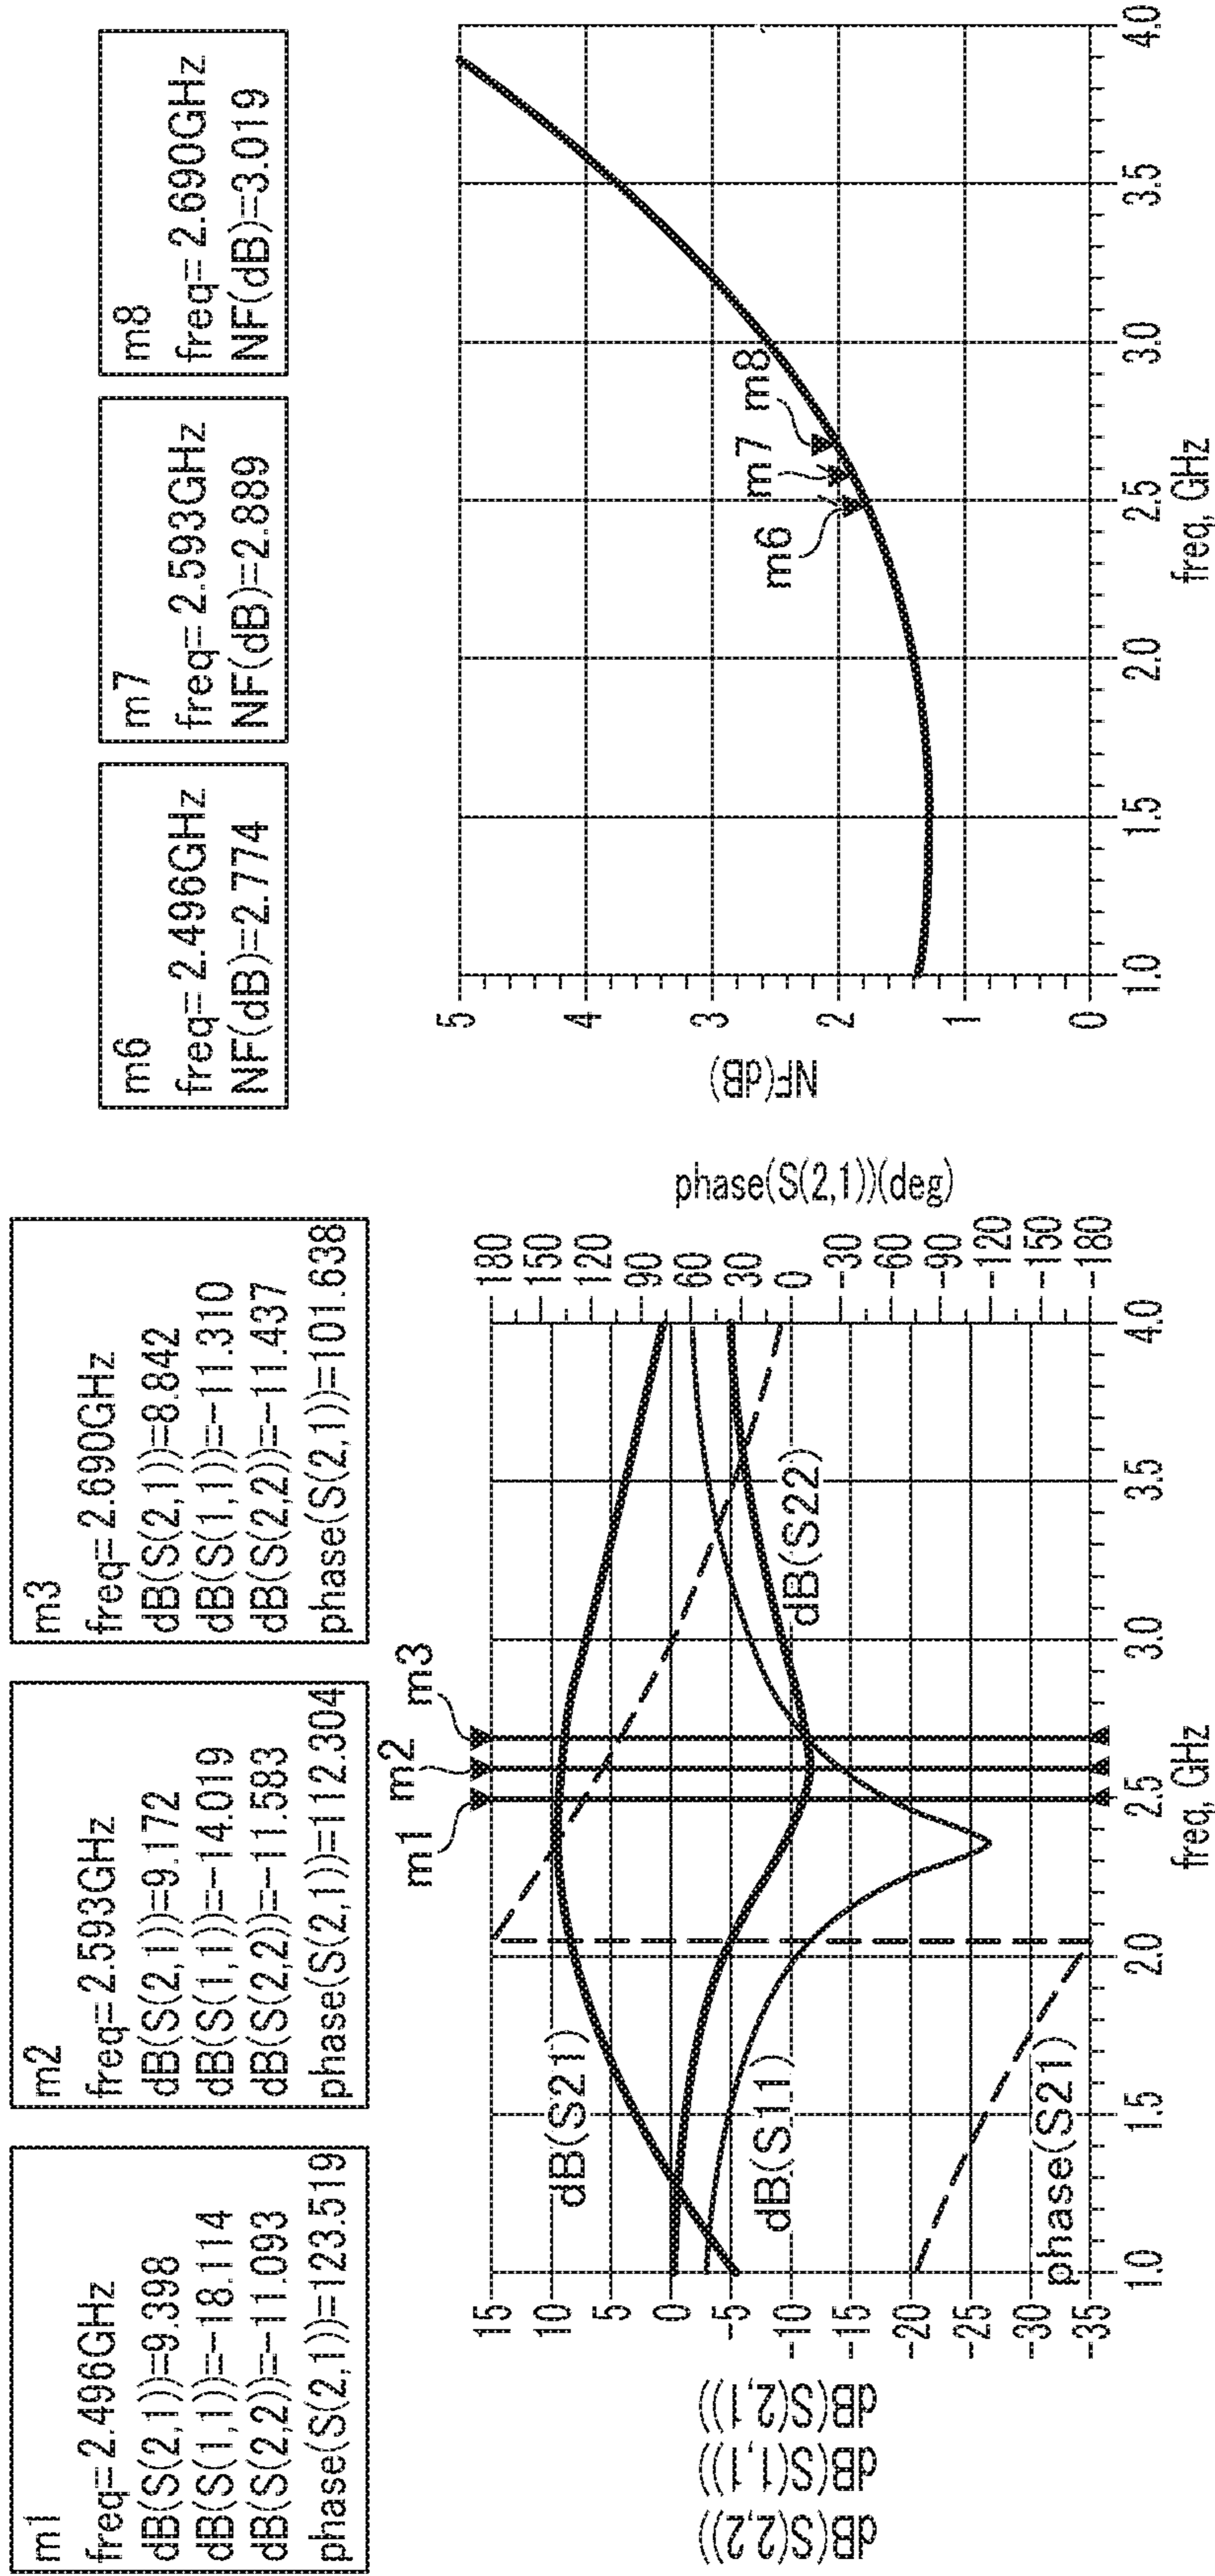 m1
freq=2.496GHz
dB(S(2,1))=9.398
dB(S(1,1))=-18.114
dB(S(2,2))=-11.093
phase(S(2,1))=123.519
m2
freq=2.593GHz
dB(S(2,1))=9.172
dB(S(1,1))=-14.019
dB(S(2,2))=-11.583
phase(S(2,1))=112.304
m3
freq=2.690GHz
dB(S(2,1))=8.842
dB(S(1,1))=-11.310
dB(S(2,2))=-11.437
phase(S(2,1))=101.638
m1 m2 m3
dB(S(2,2))
dB(S(1,1))
dB(S(2,1))
15
10
5
0
-5
-10
-15
-20
-25
-30
-35
dB(S21)
dB(S11)
dB(S22)
phase(S21)
180
150
120
90
60
30
0
-30
-60
-90
-120
-150
-180
phase(S(2,1))(deg)
1.0 1.5 2.0 2.5 3.0 3.5 4.0
freq, GHz
m6
freq=2.496GHz
NF(dB)=2.774
m7
freq=2.593GHz
NF(dB)=2.889
m8
freq=2.690GHz
NF(dB)=3.019
NF(dB)
5
4
3
2
1
0
m6 m7 m8
1.0 1.5 2.0 2.5 3.0 3.5 4.0
freq, GHz